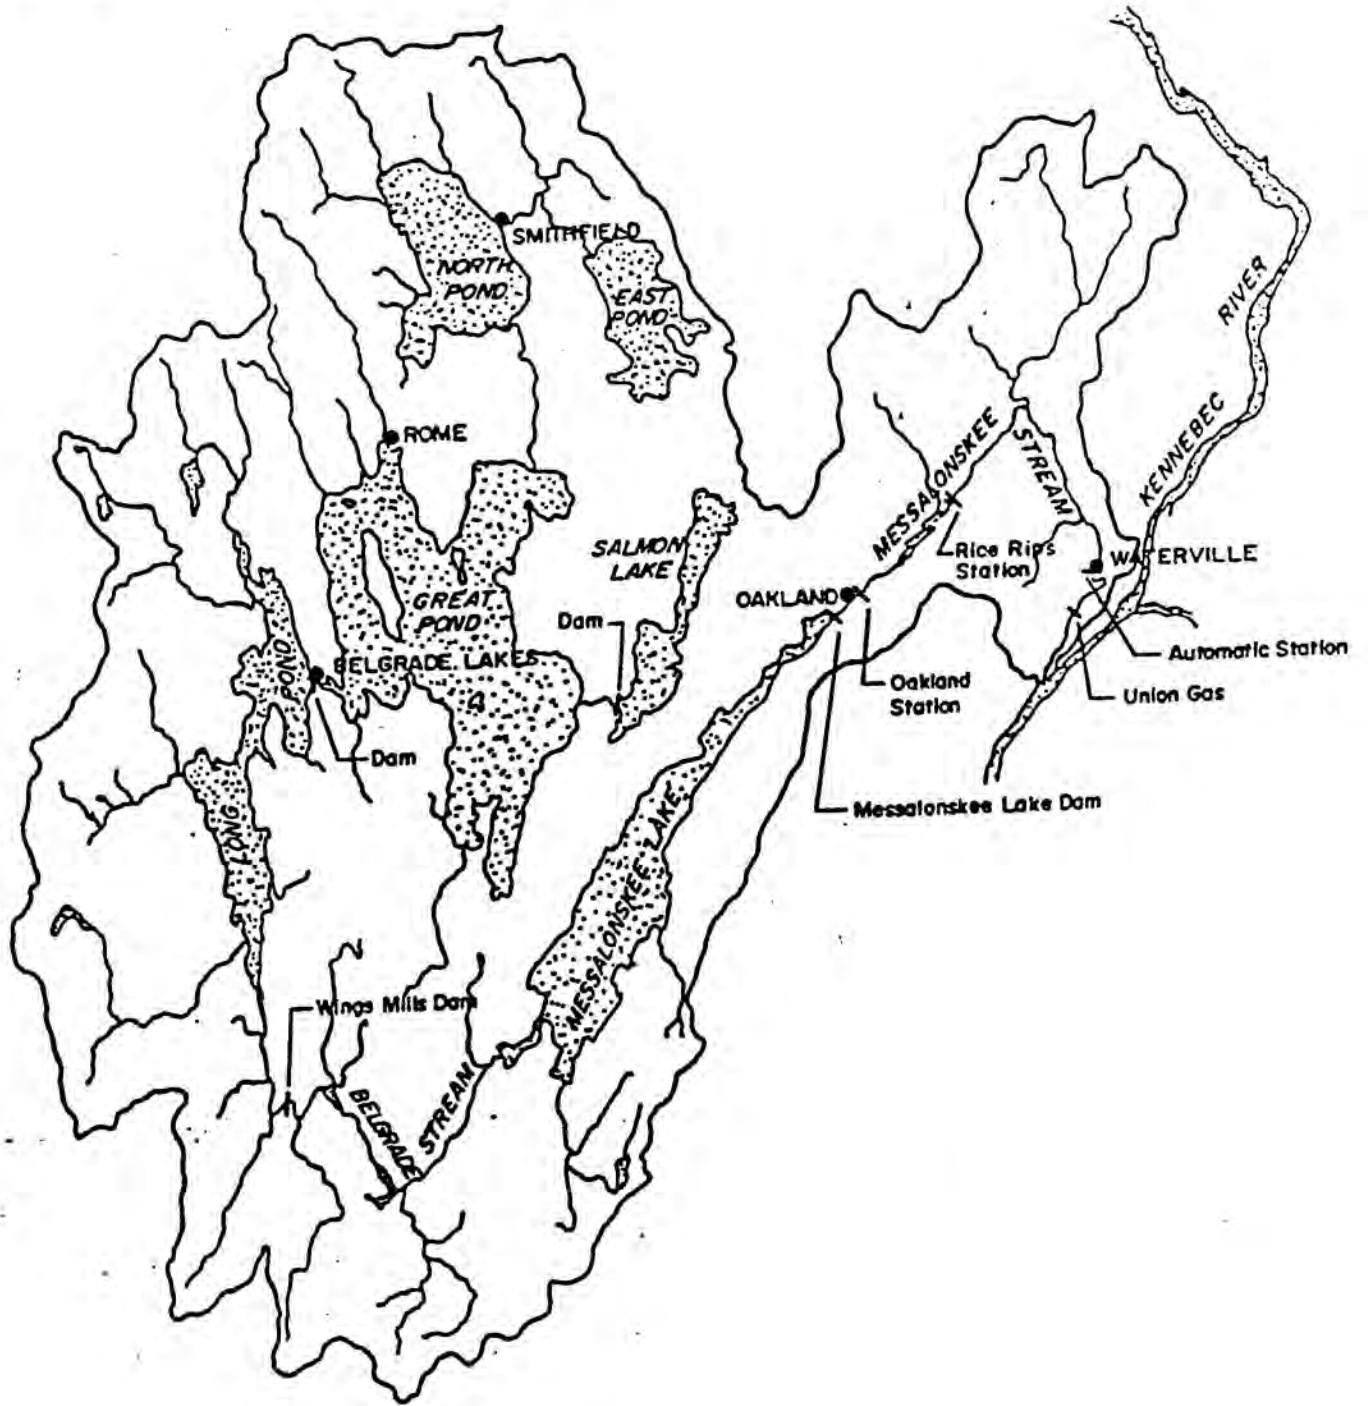 SMITHFIELD
NORTH
POND
EAST
POND
RIVER
KENNEBEC
ROME
MESSALONSKEE
STREAM
SALMON
LAKE
Rice Rips
Station
WATERVILLE
GREAT
POND
OAKLAND
Dam
BELGRADE LAKES
POND
Automatic Station
Oakland
Station
Union Gas
Dam
Messalonskee Lake Dam
LONG
MESSALONSKEE LAKE
Wings Mills Dam
BELGRADE
STREAM